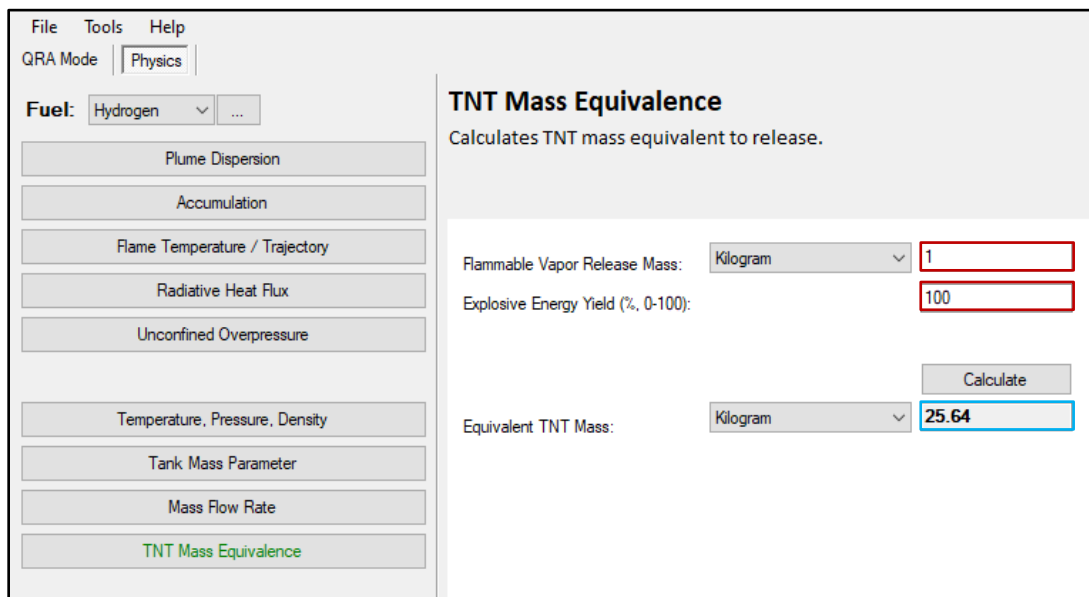 File Tools Help
QRA Mode Physics
Fuel: Hydrogen ...
Plume Dispersion
Accumulation
Flame Temperature / Trajectory
Radiative Heat Flux
Unconfined Overpressure
Temperature, Pressure, Density
Tank Mass Parameter
Mass Flow Rate
TNT Mass Equivalence
TNT Mass Equivalence
Calculates TNT mass equivalent to release.
Flammable Vapor Release Mass: Kilogram 1
Explosive Energy Yield (%, 0-100): 100
Calculate
Equivalent TNT Mass: Kilogram 25.64